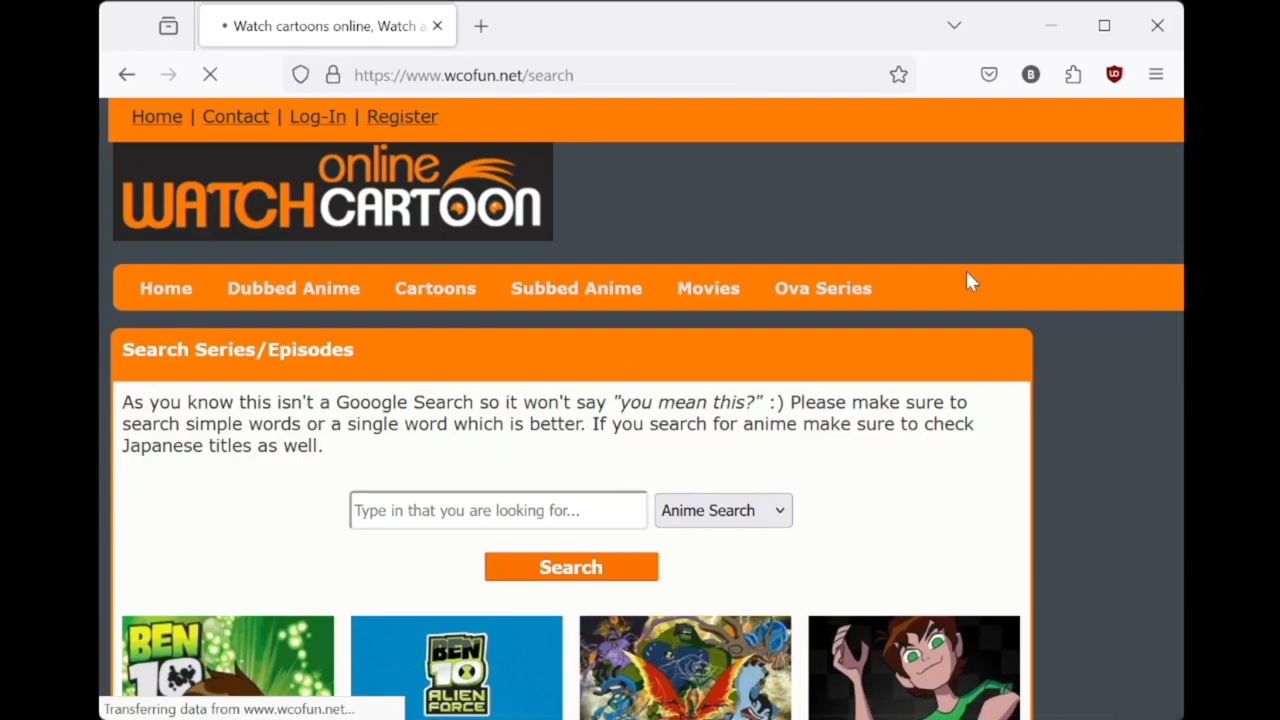 Watch cartoons online, Watch a
https://www.wcofun.net/search
Home | Contact | Log-In | Register
online
WATCH CARTOON
Home Dubbed Anime Cartoons Subbed Anime Movies Ova Series
Search Series/Episodes
As you know this isn't a Gooogle Search so it won't say "you mean this?" :) Please make sure to
search simple words or a single word which is better. If you search for anime make sure to check
Japanese titles as well.
Type in that you are looking for... Anime Search
Search
BEN
10
BEN
10
ALIEN
FORCE
Transferring data from www.wcofun.net...